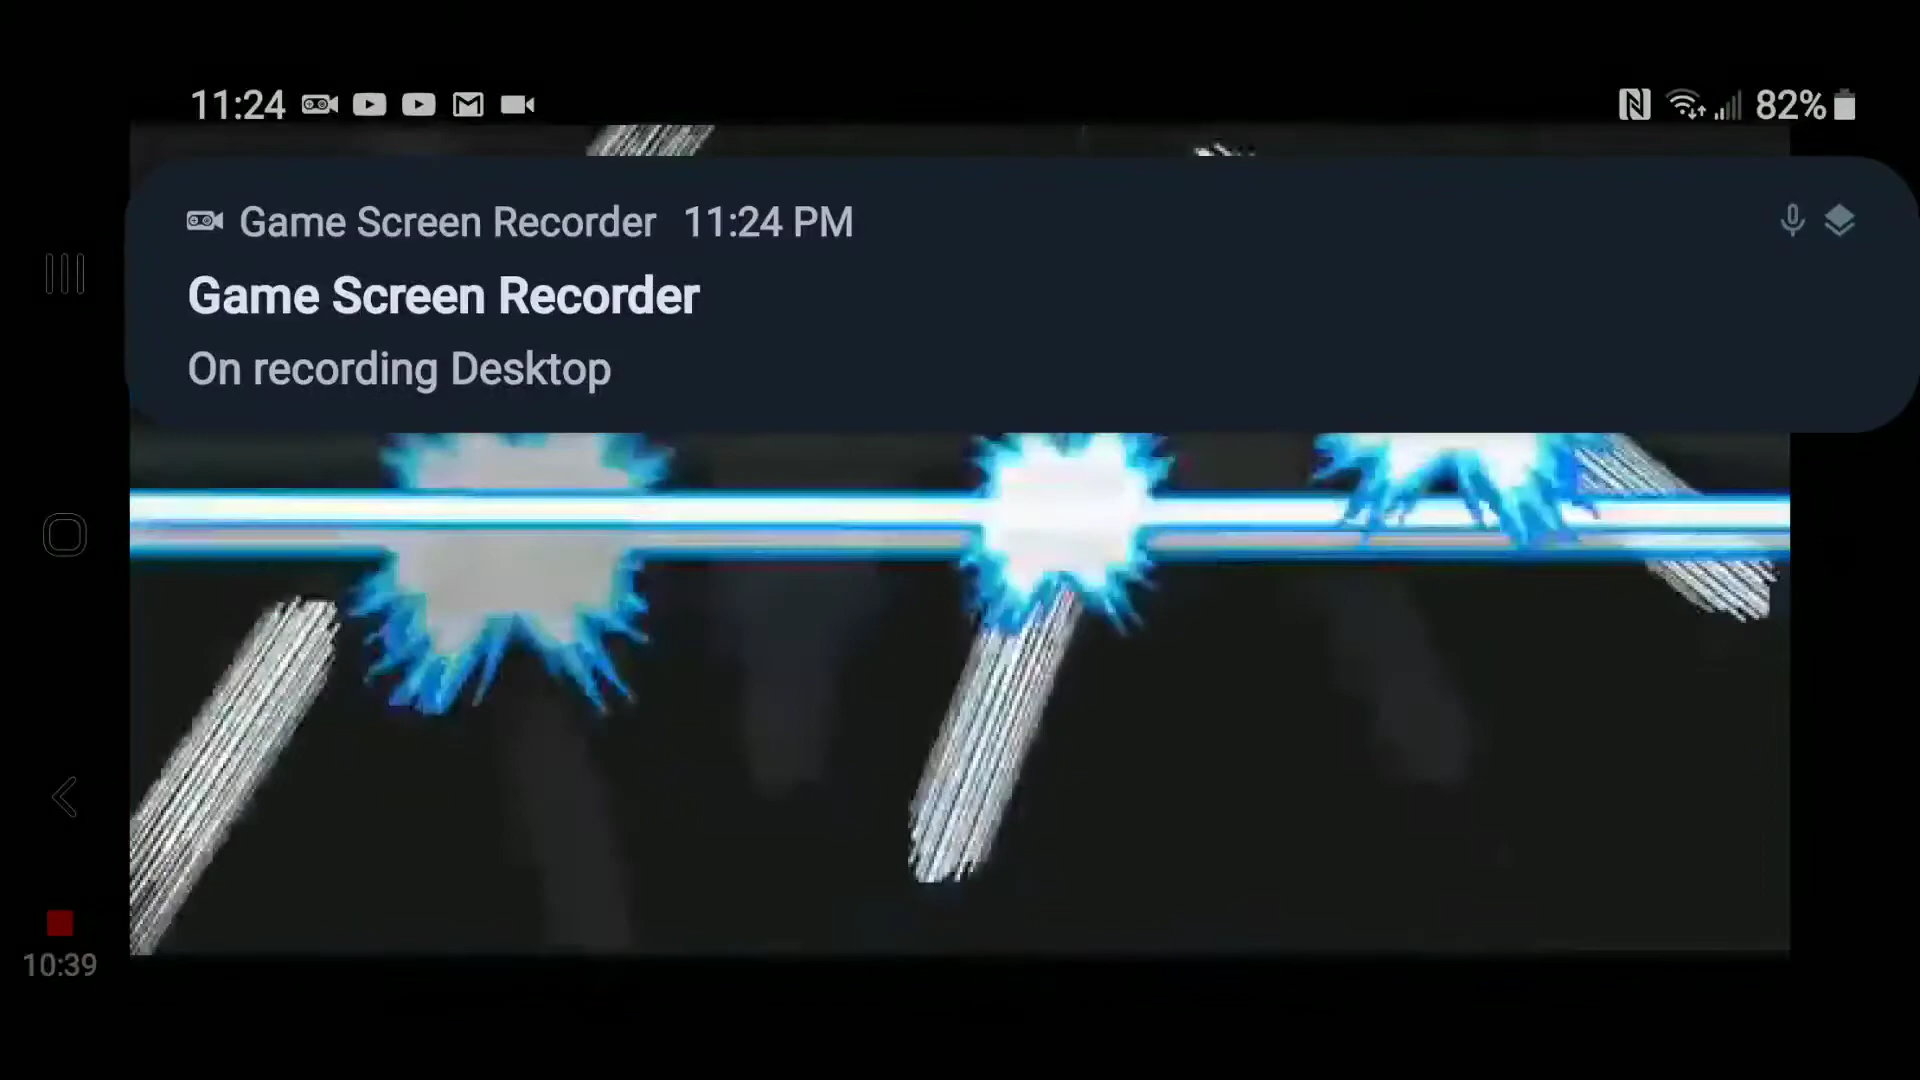 11:24
82%
Game Screen Recorder 11:24 PM
Game Screen Recorder
On recording Desktop
10:39